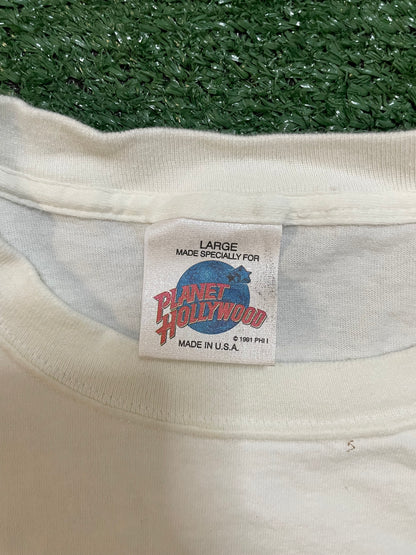 LARGE
MADE SPECIALLY FOR
PLANET
HOLLYWOOD
© 1991 PHI I
MADE IN U.S.A.